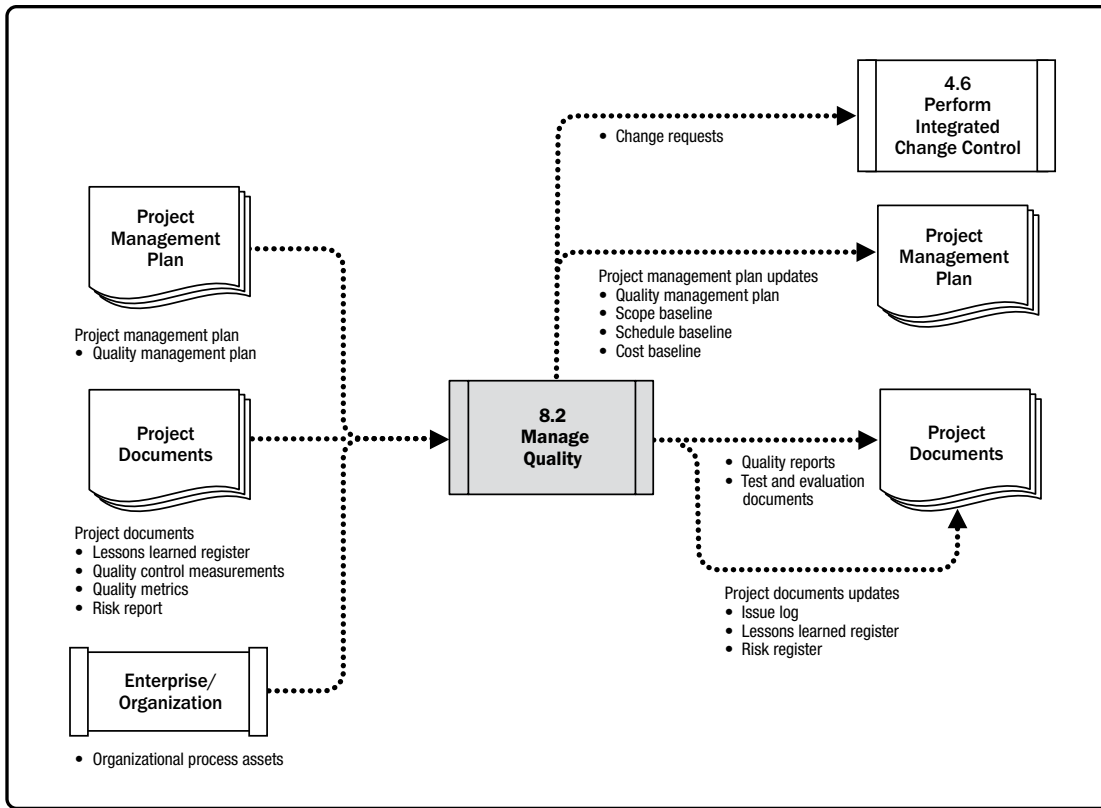 4.6
Perform
Integrated
Change Control
• Change requests
Project
Management
Plan
Project
Management
Plan
Project management plan updates
• Quality management plan
• Scope baseline
• Schedule baseline
• Cost baseline
Project management plan
• Quality management plan
8.2
Manage
Quality
Project
Documents
Project
Documents
• Quality reports
• Test and evaluation
documents
Project documents
• Lessons learned register
• Quality control measurements
• Quality metrics
• Risk report
Project documents updates
• Issue log
• Lessons learned register
• Risk register
Enterprise/
Organization
• Organizational process assets